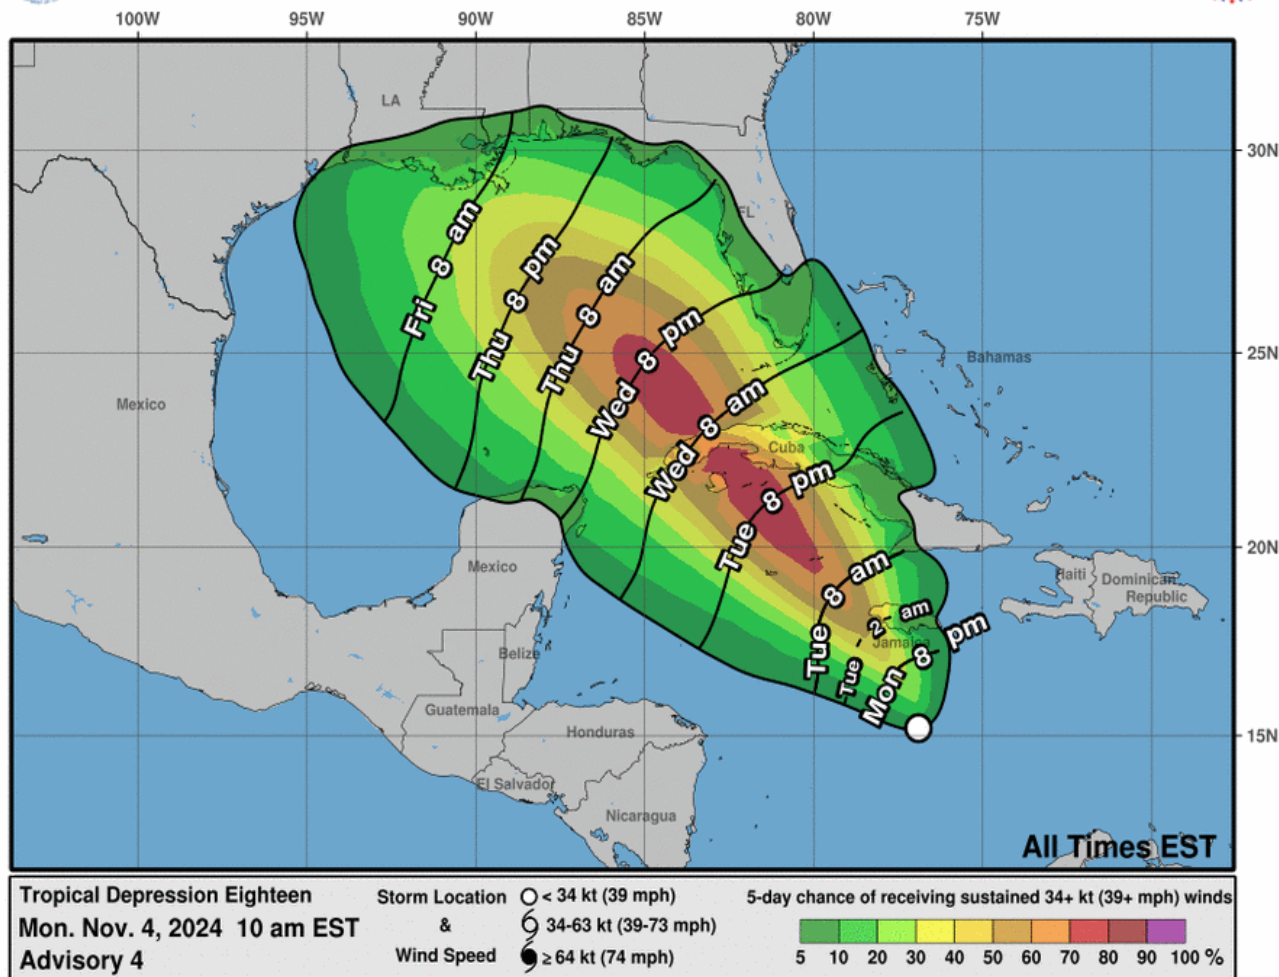 100W 95W 90W 85W 80W 75W
LA
30N
FL
Fri 8 am
Thu 8 pm
Thu 8 am
Wed 8 pm
25N
Bahamas
Mexico
Wed 8 am
Cuba
Tue 8 pm
20N
Mexico
Haiti
Dominican
Republic
Tue 8 am
Tue 2 am
Jamaica
Mon 8 pm
Belize
Guatemala
Honduras
15N
El Salvador
Nicaragua
All Times EST
Tropical Depression Eighteen
Mon. Nov. 4, 2024 10 am EST
Advisory 4
Storm Location
&
Wind Speed
< 34 kt (39 mph)
34-63 kt (39-73 mph)
≥ 64 kt (74 mph)
5-day chance of receiving sustained 34+ kt (39+ mph) winds
5 10 20 30 40 50 60 70 80 90 100 %